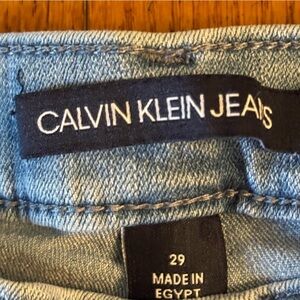 CALVIN KLEIN JEANS
29
MADE IN
EGYPT